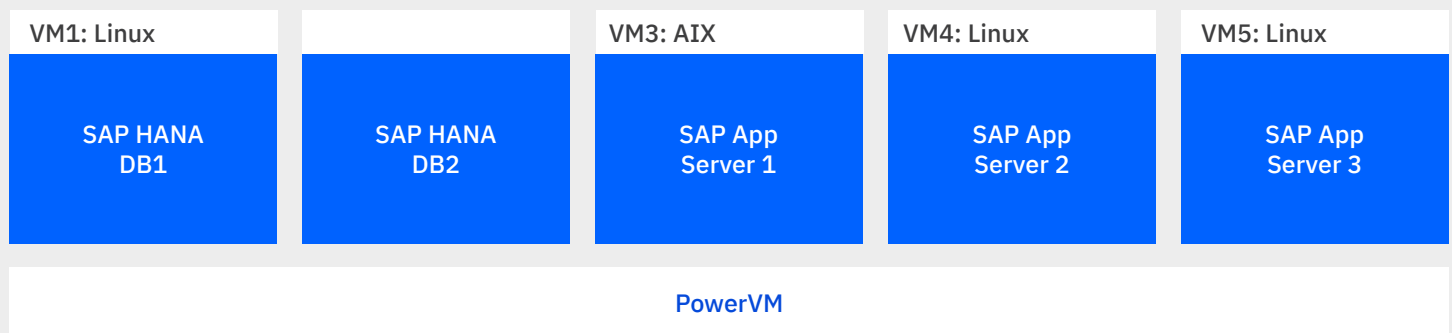 VM1: Linux
VM3: AIX
VM4: Linux
VM5: Linux
SAP HANA
DB1
SAP HANA
DB2
SAP App
Server 1
SAP App
Server 2
SAP App
Server 3
PowerVM